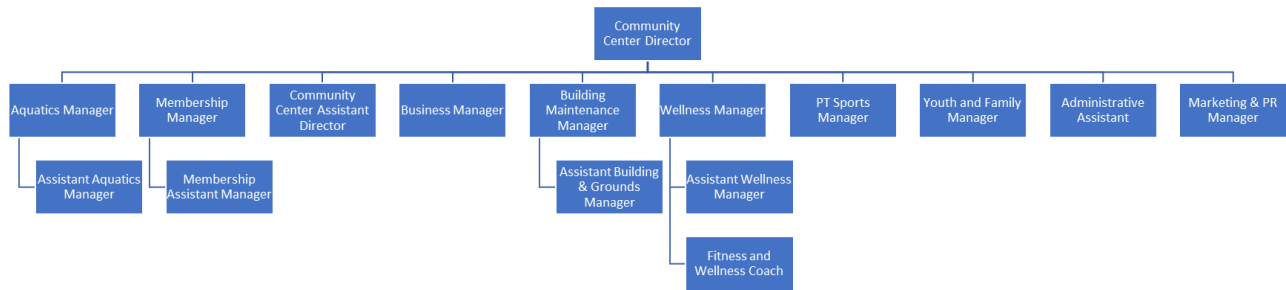 Community
Center Director
Aquatics Manager
Membership
Manager
Community
Center Assistant
Director
Business Manager
Building
Maintenance
Manager
Wellness Manager
PT Sports
Manager
Youth and Family
Manager
Administrative
Assistant
Marketing & PR
Manager
Assistant Aquatics
Manager
Membership
Assistant Manager
Assistant Building
& Grounds
Manager
Assistant Wellness
Manager
Fitness and
Wellness Coach